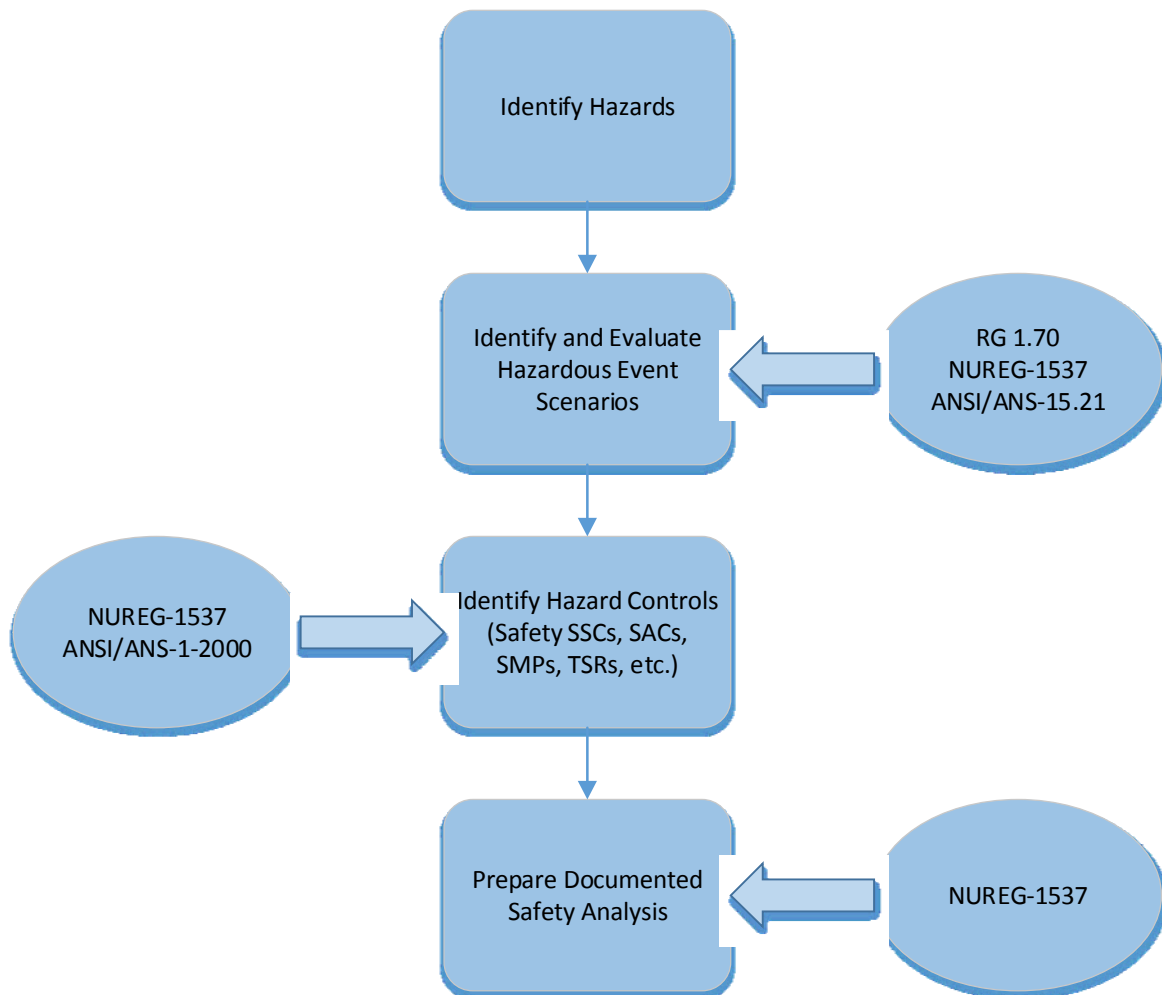 Identify Hazards
Identify and Evaluate
Hazardous Event
Scenarios
RG 1.70
NUREG-1537
ANSI/ANS-15.21
NUREG-1537
ANSI/ANS-1-2000
Identify Hazard Controls
(Safety SSCs, SACs,
SMPs, TSRs, etc.)
Prepare Documented
Safety Analysis
NUREG-1537